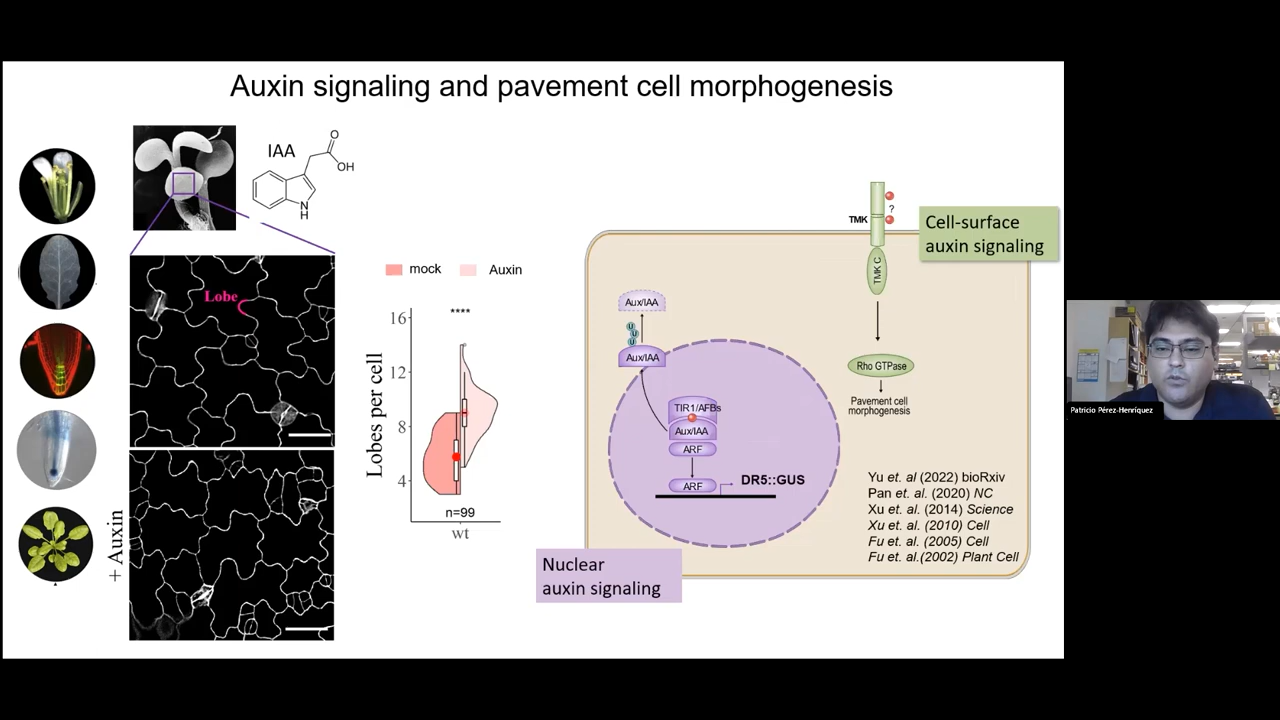 Auxin signaling and pavement cell morphogenesis
IAA
O
OH
N
H
Lobe
+ Auxin
mock
Auxin
Lobes per cell
16
12
8
4
****
n=99
wt
TMK
?
TMK C
Cell-surface
auxin signaling
Rho GTPase
Pavement cell
morphogenesis
Aux/IAA
U
U
U
Aux/IAA
TIR1/AFBs
Aux/IAA
ARF
ARF
DR5::GUS
Nuclear
auxin signaling
Yu et. al (2022) bioRxiv
Pan et. al. (2020) NC
Xu et. al. (2014) Science
Xu et. al. (2010) Cell
Fu et. al. (2005) Cell
Fu et. al.(2002) Plant Cell
Patricio Pérez-Henríquez